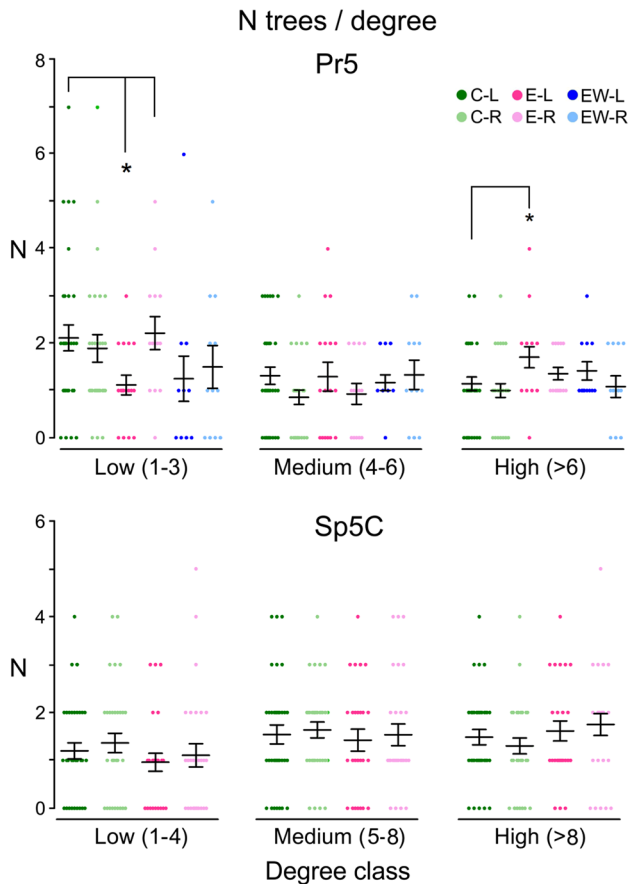 N trees / degree
Pr5
C-L E-L EW-L
C-R E-R EW-R
8
6
*
*
N
4
2
0
Low (1-3) Medium (4-6) High (>6)
Sp5C
6
4
N
2
0
Low (1-4) Medium (5-8) High (>8)
Degree class